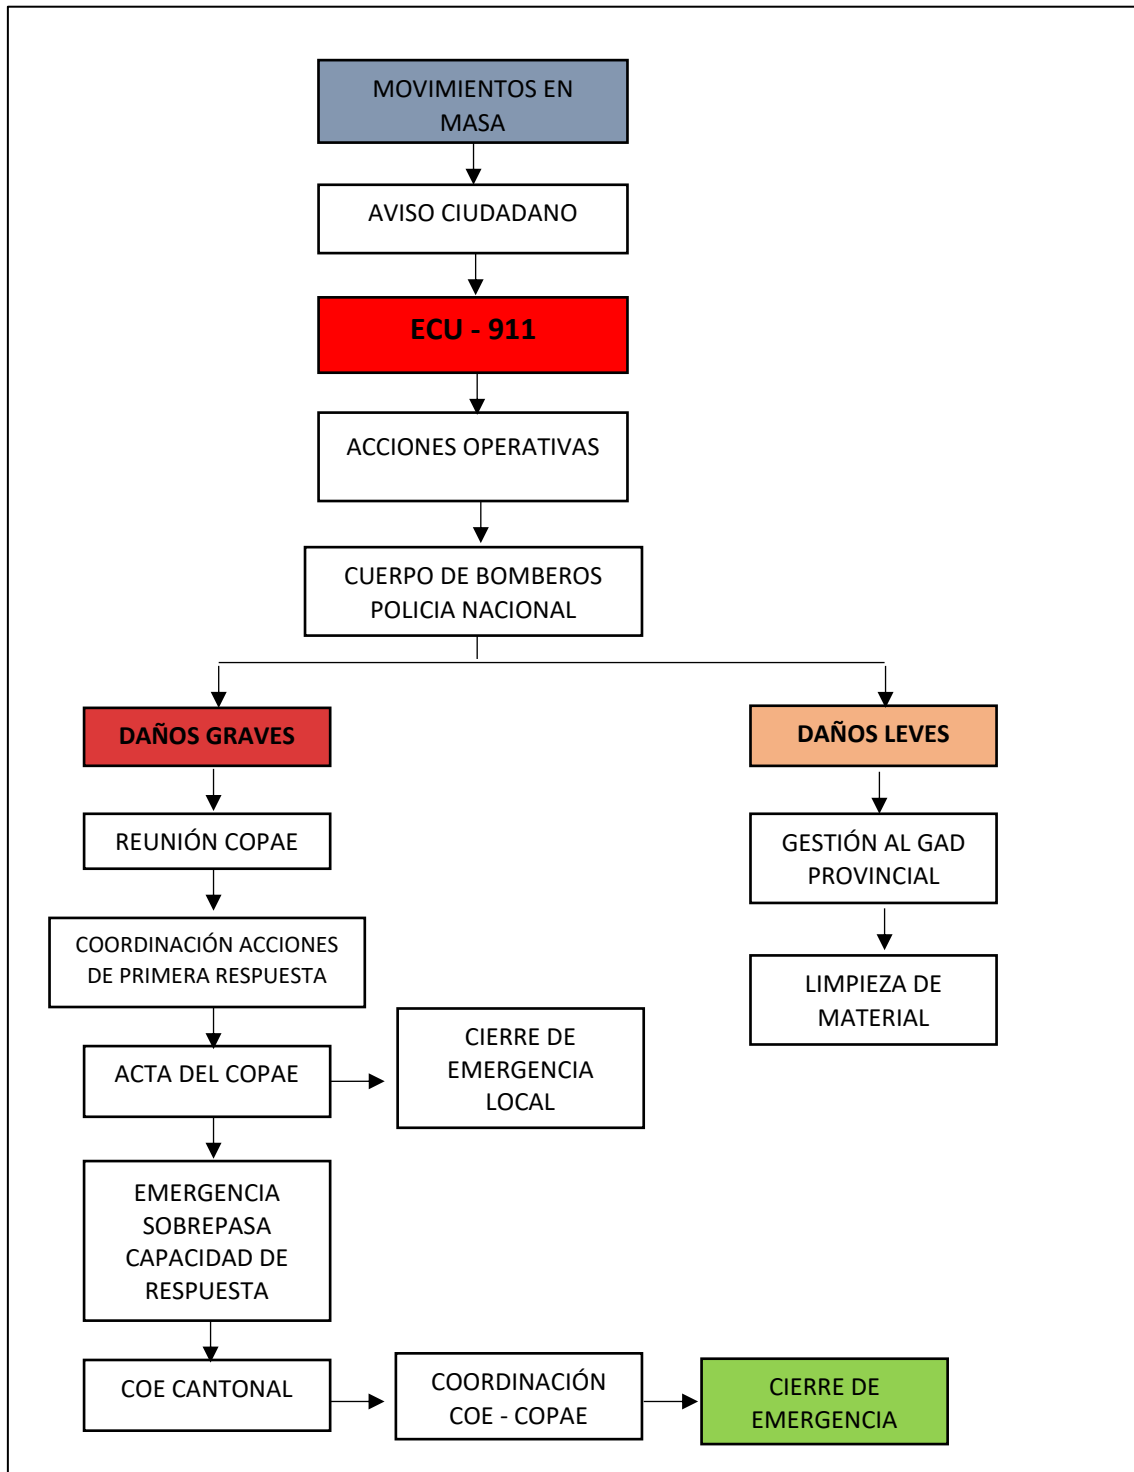 MOVIMIENTOS EN
MASA
AVISO CIUDADANO
ECU - 911
ACCIONES OPERATIVAS
CUERPO DE BOMBEROS
POLICIA NACIONAL
DAÑOS GRAVES
DAÑOS LEVES
REUNIÓN COPAE
GESTIÓN AL GAD
PROVINCIAL
COORDINACIÓN ACCIONES
DE PRIMERA RESPUESTA
LIMPIEZA DE
MATERIAL
ACTA DEL COPAE
CIERRE DE
EMERGENCIA
LOCAL
EMERGENCIA
SOBREPASA
CAPACIDAD DE
RESPUESTA
COE CANTONAL
COORDINACIÓN
COE - COPAE
CIERRE DE
EMERGENCIA